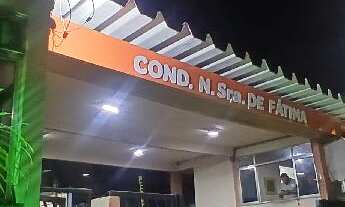 COND. N. Sra. DE FÁTIMA